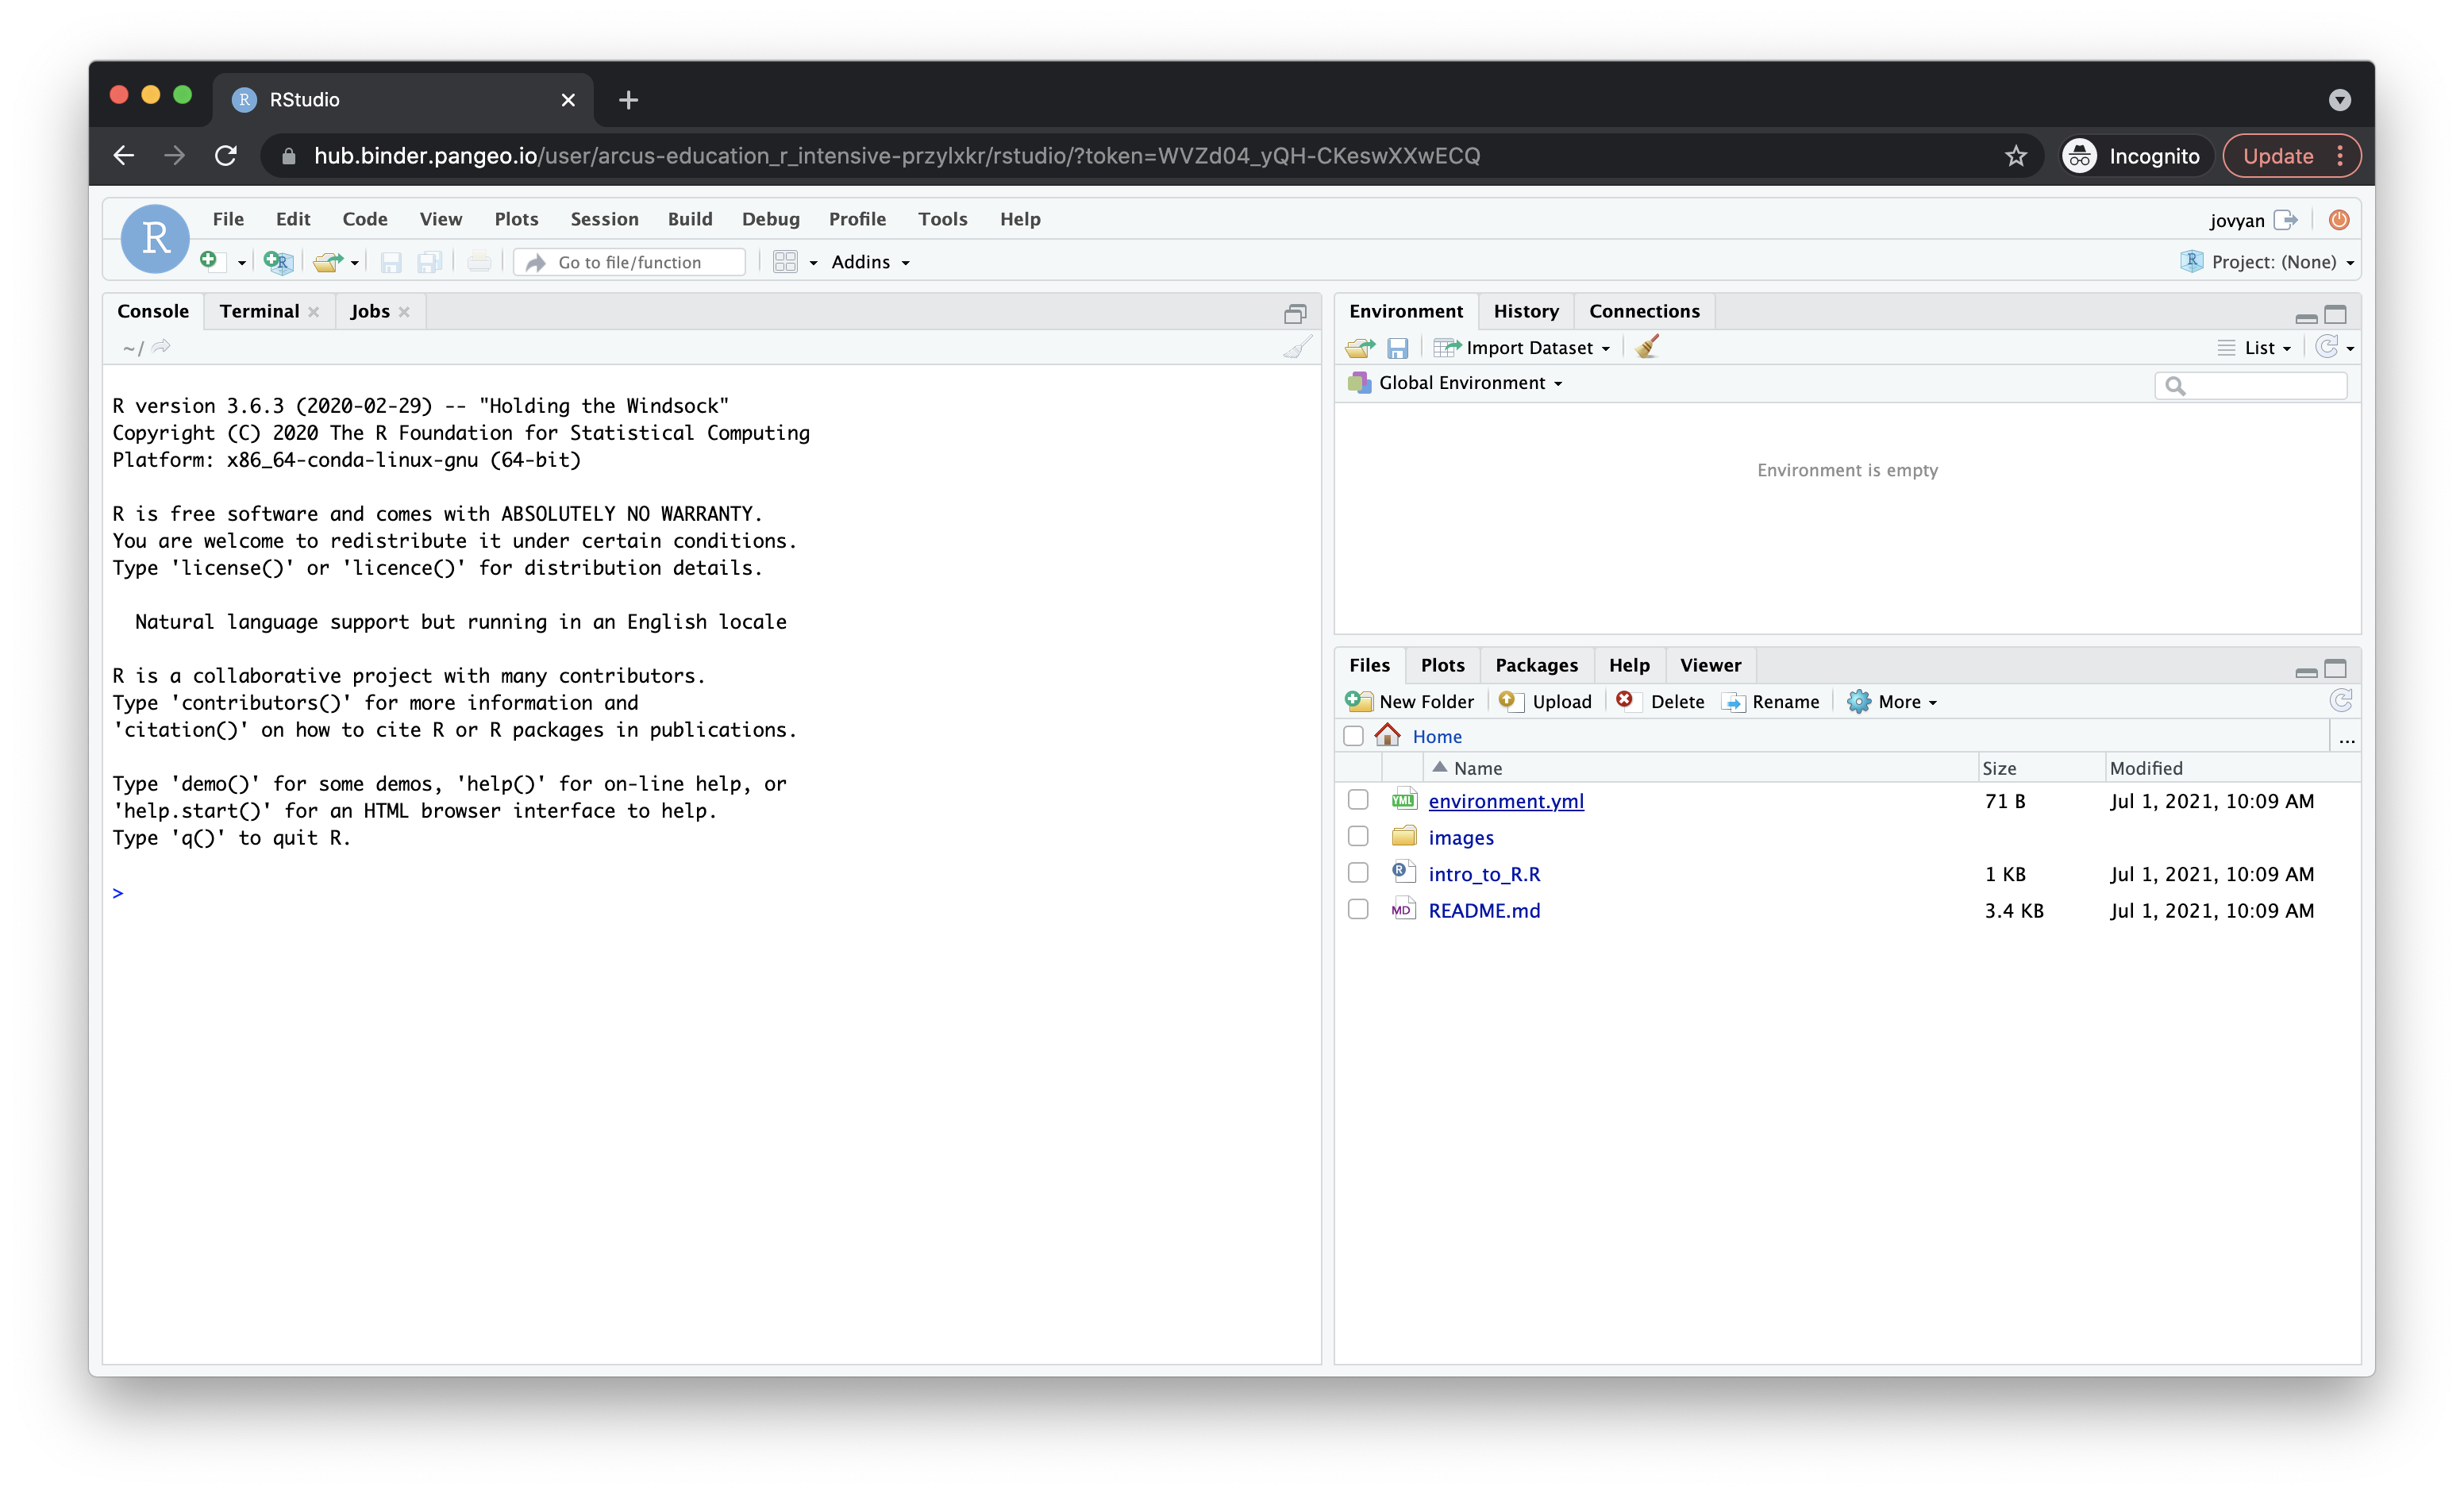 RStudio
hub.binder.pangeo.io/user/arcus-education_r_intensive-przylxkr/rstudio/?token=WVZd04_yQH-CKeswXXwECQ
Incognito
Update
R
File Edit Code View Plots Session Build Debug Profile Tools Help
jovyan
Go to file/function
Addins
Project: (None)
Console Terminal Jobs
~/
R version 3.6.3 (2020-02-29) -- "Holding the Windsock"
Copyright (C) 2020 The R Foundation for Statistical Computing
Platform: x86_64-conda-linux-gnu (64-bit)
R is free software and comes with ABSOLUTELY NO WARRANTY.
You are welcome to redistribute it under certain conditions.
Type 'license()' or 'licence()' for distribution details.
Natural language support but running in an English locale
R is a collaborative project with many contributors.
Type 'contributors()' for more information and
'citation()' on how to cite R or R packages in publications.
Type 'demo()' for some demos, 'help()' for on-line help, or
'help.start()' for an HTML browser interface to help.
Type 'q()' to quit R.
>
Environment History Connections
Import Dataset
List
Global Environment
Environment is empty
Files Plots Packages Help Viewer
New Folder Upload Delete Rename More
Home
...
Name Size Modified
YML environment.yml 71 B Jul 1, 2021, 10:09 AM
images
R intro_to_R.R 1 KB Jul 1, 2021, 10:09 AM
MD README.md 3.4 KB Jul 1, 2021, 10:09 AM